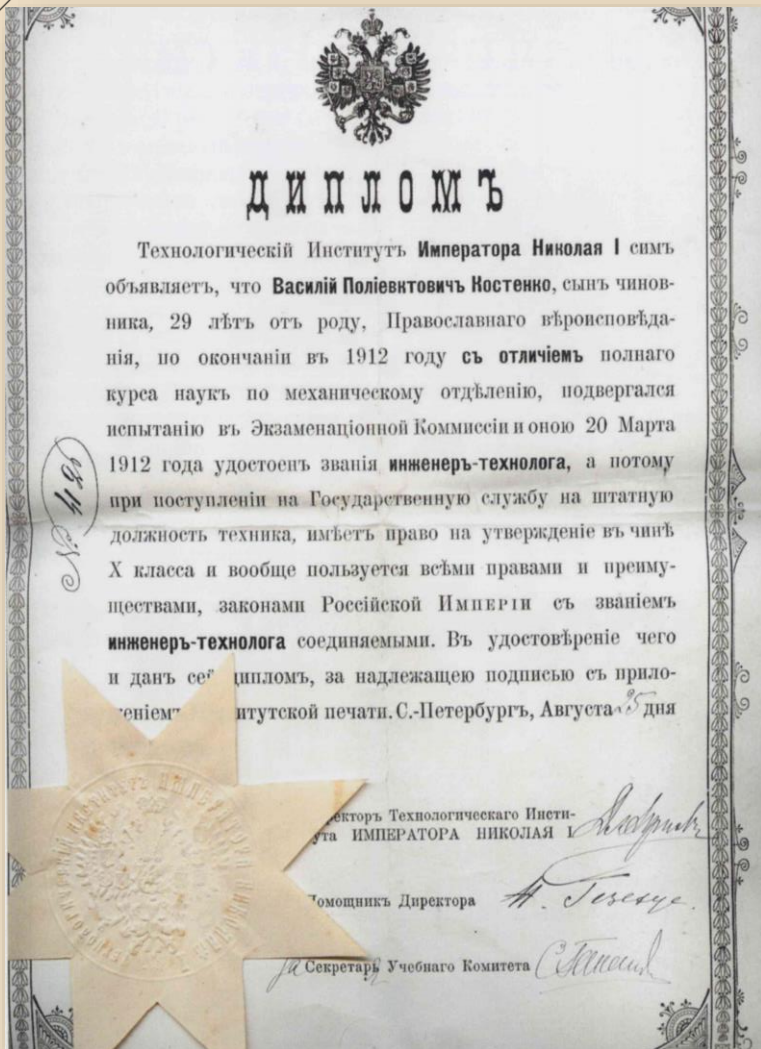 ДИПЛОМЪ
Технологическій Институтъ Императора Николая I симъ
объявляетъ, что Василій Поліевктовичъ Костенко, сынъ чинов-
ника, 29 лѣтъ отъ роду, Православнаго вѣроисповѣда-
нія, по окончаніи въ 1912 году съ отличіемъ полнаго
курса наукъ по механическому отдѣленію, подвергался
испытанію въ Экзаменаціонной Коммиссіи и оною 20 Марта
1912 года удостоенъ званія инженеръ-технолога, а потому
при поступленіи на Государственную службу на штатную
должность техника, имѣетъ право на утвержденіе въ чинѣ
X класса и вообще пользуется всѣми правами и преиму-
ществами, законами Россійской ИМПЕРІИ съ званіемъ
инженеръ-технолога соединяемыми. Въ удостовѣреніе чего
и данъ сей дипломъ, за надлежащею подписью съ прило-
женіемъ институтской печати. С.-Петербургъ, Августа 25 дня
№
ректоръ Технологическаго Инсти-
ута ИМПЕРАТОРА НИКОЛАЯ I
Помощникъ Директора
За Секретаря Учебнаго Комитета